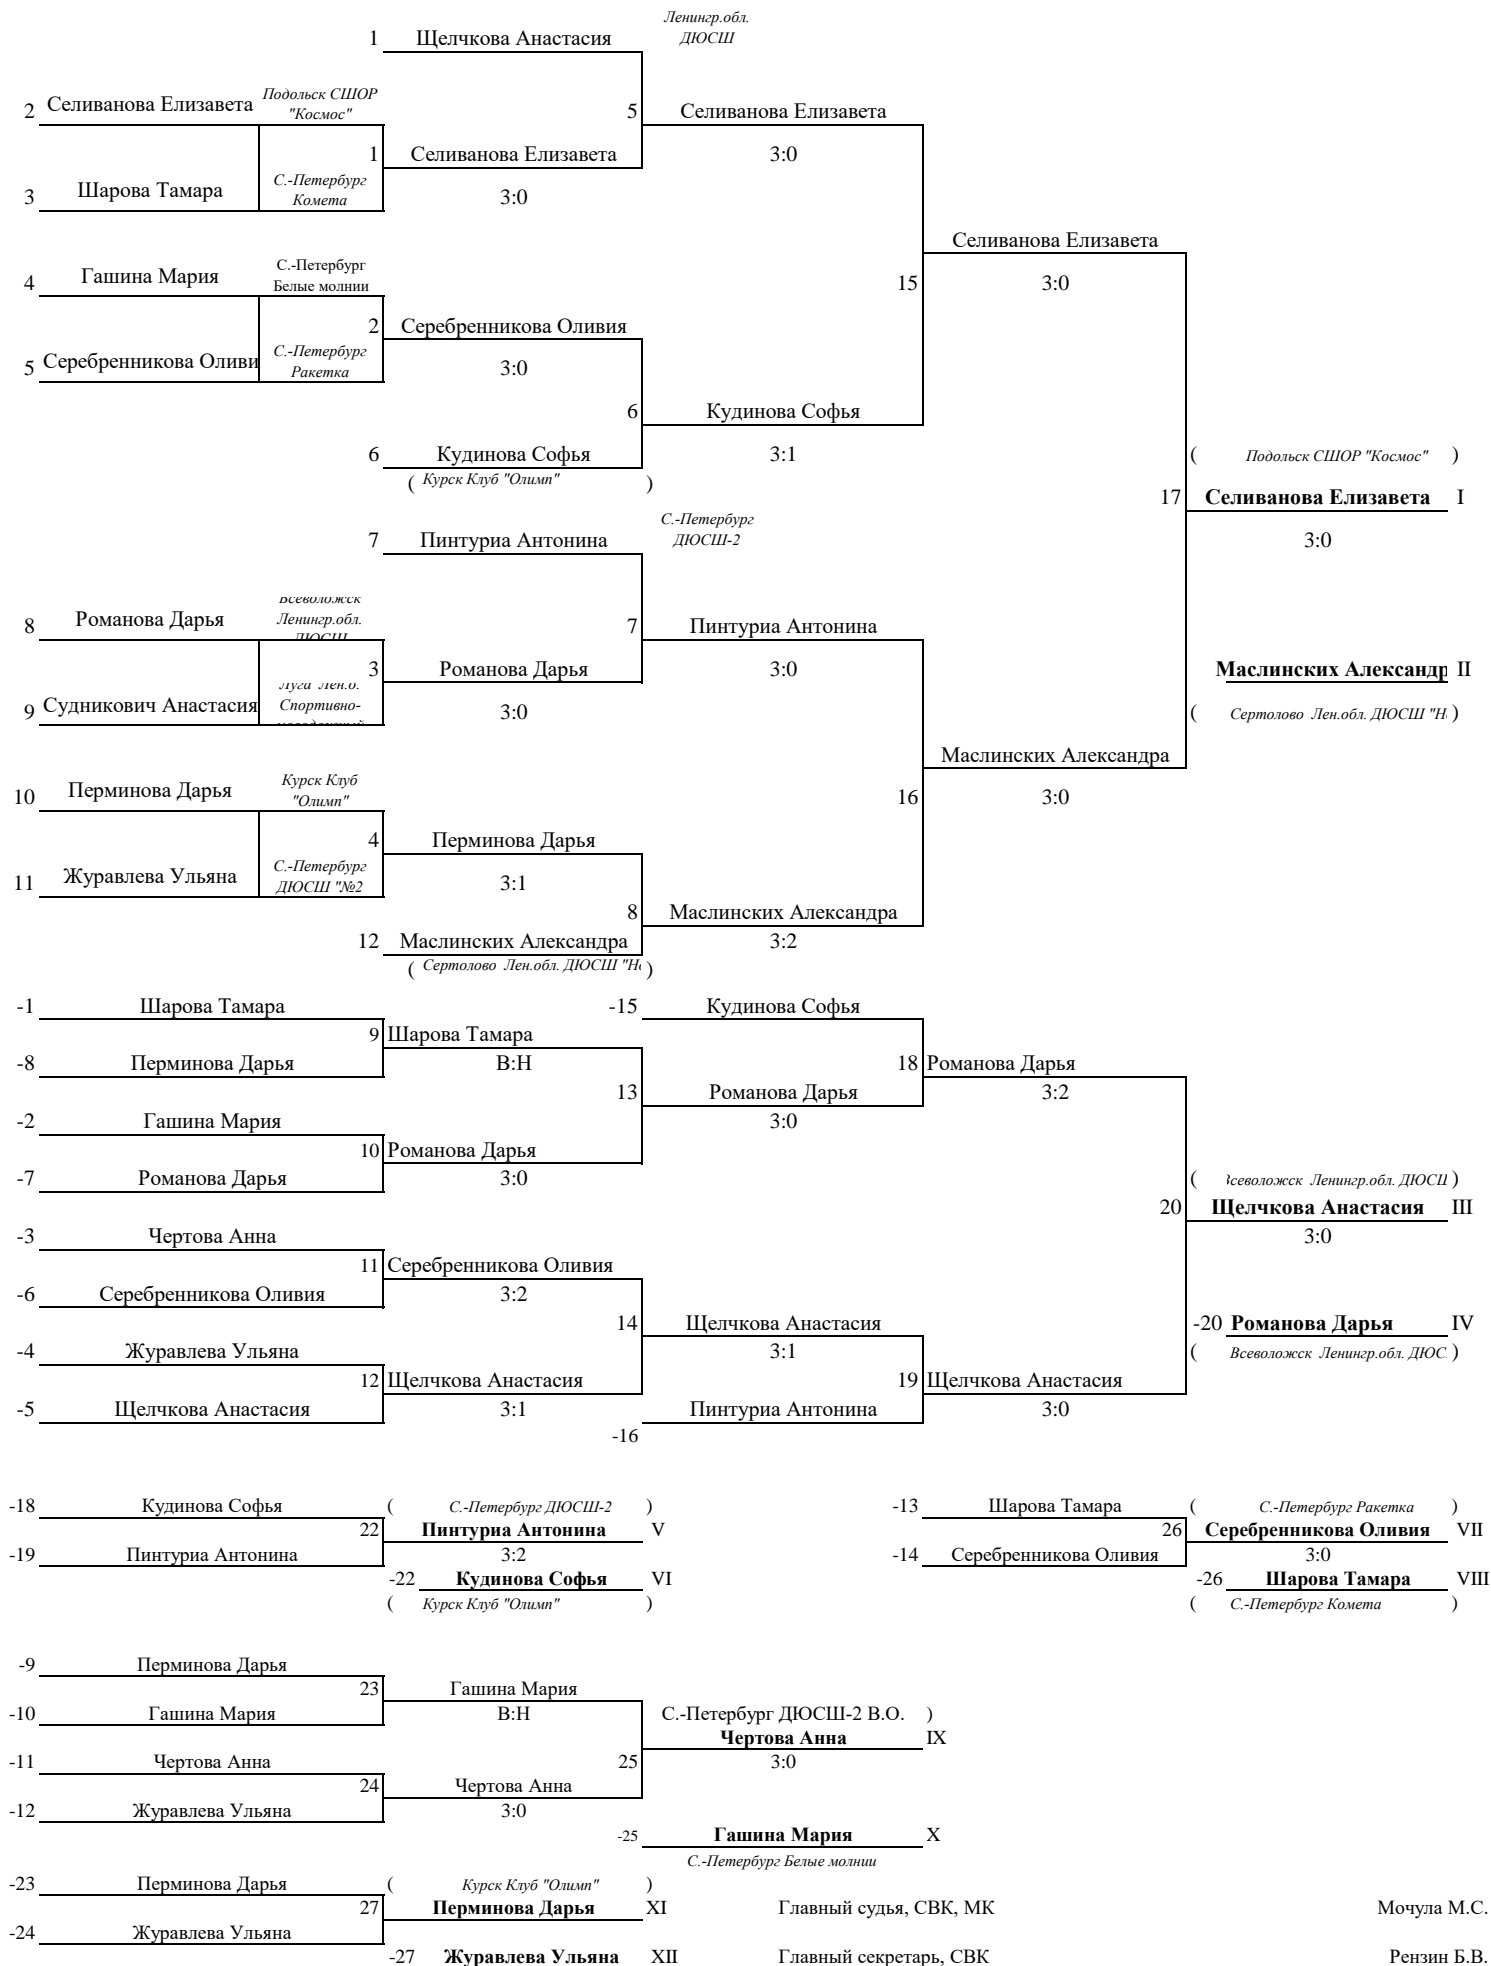 Ленингр.обл.
1 Щелчкова Анастасия ДЮСШ
2 Селиванова Елизавета Подольск СШОР "Космос" 5 Селиванова Елизавета
1 Селиванова Елизавета 3:0
3 Шарова Тамара С.-Петербург Комета 3:0
Селиванова Елизавета
4 Гашина Мария С.-Петербург Белые молнии 15 3:0
2 Серебренникова Оливия
5 Серебренникова Оливи С.-Петербург Ракетка 3:0
6 Кудинова Софья
6 Кудинова Софья 3:1 ( Подольск СШОР "Космос" )
( Курск Клуб "Олимп" )
17 Селиванова Елизавета I
С.-Петербург
7 Пинтуриа Антонина ДЮСШ-2 3:0
8 Романова Дарья Всеволожск Ленингр.обл. ДЮСШ 7 Пинтуриа Антонина
3 Романова Дарья 3:0 Маслинских Александр II
9 Судникович Анастасия Луга Лен.о. Спортивно- 3:0 ( Сертолово Лен.обл. ДЮСШ "Н )
Маслинских Александра
10 Перминова Дарья Курск Клуб "Олимп" 16 3:0
4 Перминова Дарья
11 Журавлева Ульяна С.-Петербург ДЮСШ "№2 3:1
8 Маслинских Александра
12 Маслинских Александра 3:2
( Сертолово Лен.обл. ДЮСШ "Н )
-1 Шарова Тамара -15 Кудинова Софья
9 Шарова Тамара
-8 Перминова Дарья В:Н 18 Романова Дарья
13 Романова Дарья 3:2
-2 Гашина Мария 3:0
10 Романова Дарья
-7 Романова Дарья 3:0 ( Всеволожск Ленингр.обл. ДЮСШ )
20 Щелчкова Анастасия III
-3 Чертова Анна 3:0
11 Серебренникова Оливия
-6 Серебренникова Оливия 3:2
14 Щелчкова Анастасия -20 Романова Дарья IV
-4 Журавлева Ульяна 3:1 ( Всеволожск Ленингр.обл. ДЮС )
12 Щелчкова Анастасия 19 Щелчкова Анастасия
-5 Щелчкова Анастасия 3:1 Пинтуриа Антонина 3:0
-16
-18 Кудинова Софья ( С.-Петербург ДЮСШ-2 ) -13 Шарова Тамара ( С.-Петербург Ракетка )
22 Пинтуриа Антонина V 26 Серебренникова Оливия VII
-19 Пинтуриа Антонина 3:2 -14 Серебренникова Оливия 3:0
-22 Кудинова Софья VI -26 Шарова Тамара VIII
( Курск Клуб "Олимп" ) ( С.-Петербург Комета )
-9 Перминова Дарья
23 Гашина Мария
-10 Гашина Мария В:Н С.-Петербург ДЮСШ-2 В.О. )
Чертова Анна IX
-11 Чертова Анна 25 3:0
24 Чертова Анна
-12 Журавлева Ульяна 3:0
-25 Гашина Мария X
С.-Петербург Белые молнии
-23 Перминова Дарья ( Курск Клуб "Олимп" )
27 Перминова Дарья XI Главный судья, СВК, МК Мочула М.С.
-24 Журавлева Ульяна
-27 Журавлева Ульяна XII Главный секретарь, СВК Рензин Б.В.